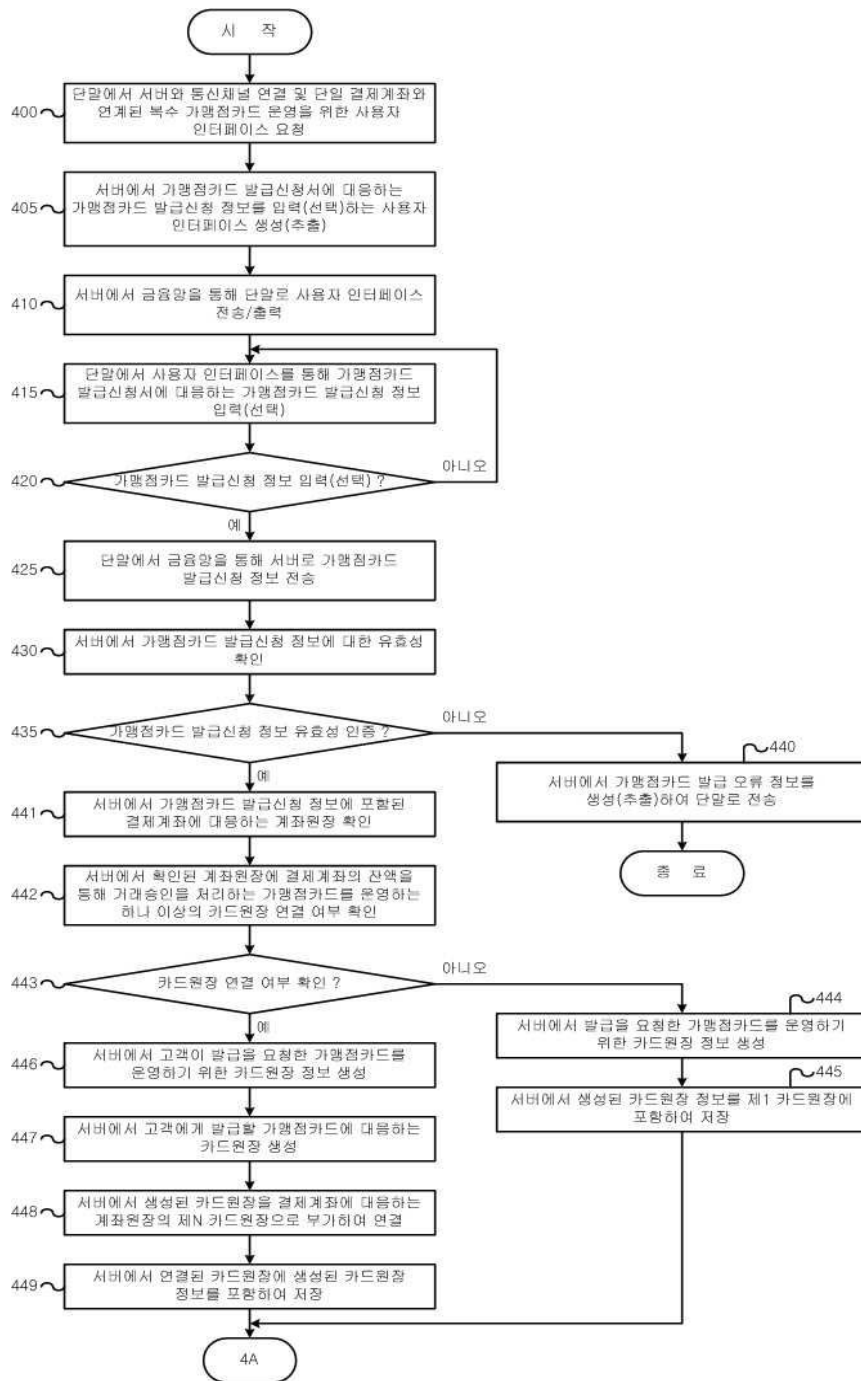 시 작
400
단말에서 서버와 통신채널 연결 및 단일 결제계좌와
연계된 복수 가맹점카드 운영을 위한 사용자
인터페이스 요청
405
서버에서 가맹점카드 발급신청서에 대응하는
가맹점카드 발급신청 정보를 입력(선택)하는 사용자
인터페이스 생성(추출)
410
서버에서 금융망을 통해 단말로 사용자 인터페이스
전송/출력
415
단말에서 사용자 인터페이스를 통해 가맹점카드
발급신청서에 대응하는 가맹점카드 발급신청 정보
입력(선택)
420
가맹점카드 발급신청 정보 입력(선택) ?
아니오
예
425
단말에서 금융망을 통해 서버로 가맹점카드
발급신청 정보 전송
430
서버에서 가맹점카드 발급신청 정보에 대한 유효성
확인
435
가맹점카드 발급신청 정보 유효성 인증 ?
아니오
예
440
서버에서 가맹점카드 발급 오류 정보를
생성(추출)하여 단말로 전송
종 료
441
서버에서 가맹점카드 발급신청 정보에 포함된
결제계좌에 대응하는 계좌원장 확인
442
서버에서 확인된 계좌원장에 결제계좌의 잔액을
통해 거래승인을 처리하는 가맹점카드를 운영하는
하나 이상의 카드원장 연결 여부 확인
443
카드원장 연결 여부 확인 ?
아니오
예
444
서버에서 발급을 요청한 가맹점카드를 운영하기
위한 카드원장 정보 생성
445
서버에서 생성된 카드원장 정보를 제1 카드원장에
포함하여 저장
446
서버에서 고객이 발급을 요청한 가맹점카드를
운영하기 위한 카드원장 정보 생성
447
서버에서 고객에게 발급할 가맹점카드에 대응하는
카드원장 생성
448
서버에서 생성된 카드원장을 결제계좌에 대응하는
계좌원장의 제N 카드원장으로 부가하여 연결
449
서버에서 연결된 카드원장에 생성된 카드원장
정보를 포함하여 저장
4A